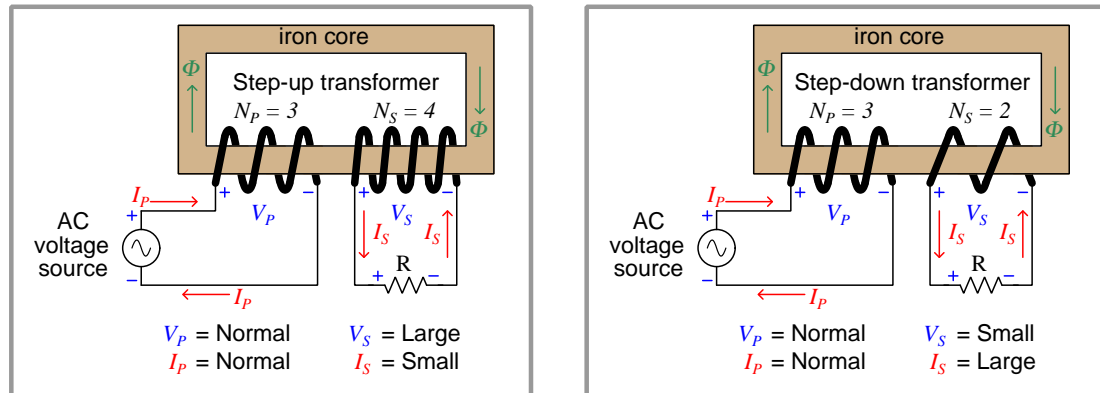 iron core
Φ
Step-up transformer
Φ
N_P = 3
N_S = 4
I_P
+
−
+
−
AC
voltage
source
+
V_P
V_S
I_S
I_S
−
+
R
−
I_P
V_P = Normal
V_S = Large
I_P = Normal
I_S = Small
iron core
Φ
Step-down transformer
Φ
N_P = 3
N_S = 2
I_P
+
−
+
−
AC
voltage
source
+
V_P
V_S
I_S
I_S
−
+
R
−
I_P
V_P = Normal
V_S = Small
I_P = Normal
I_S = Large